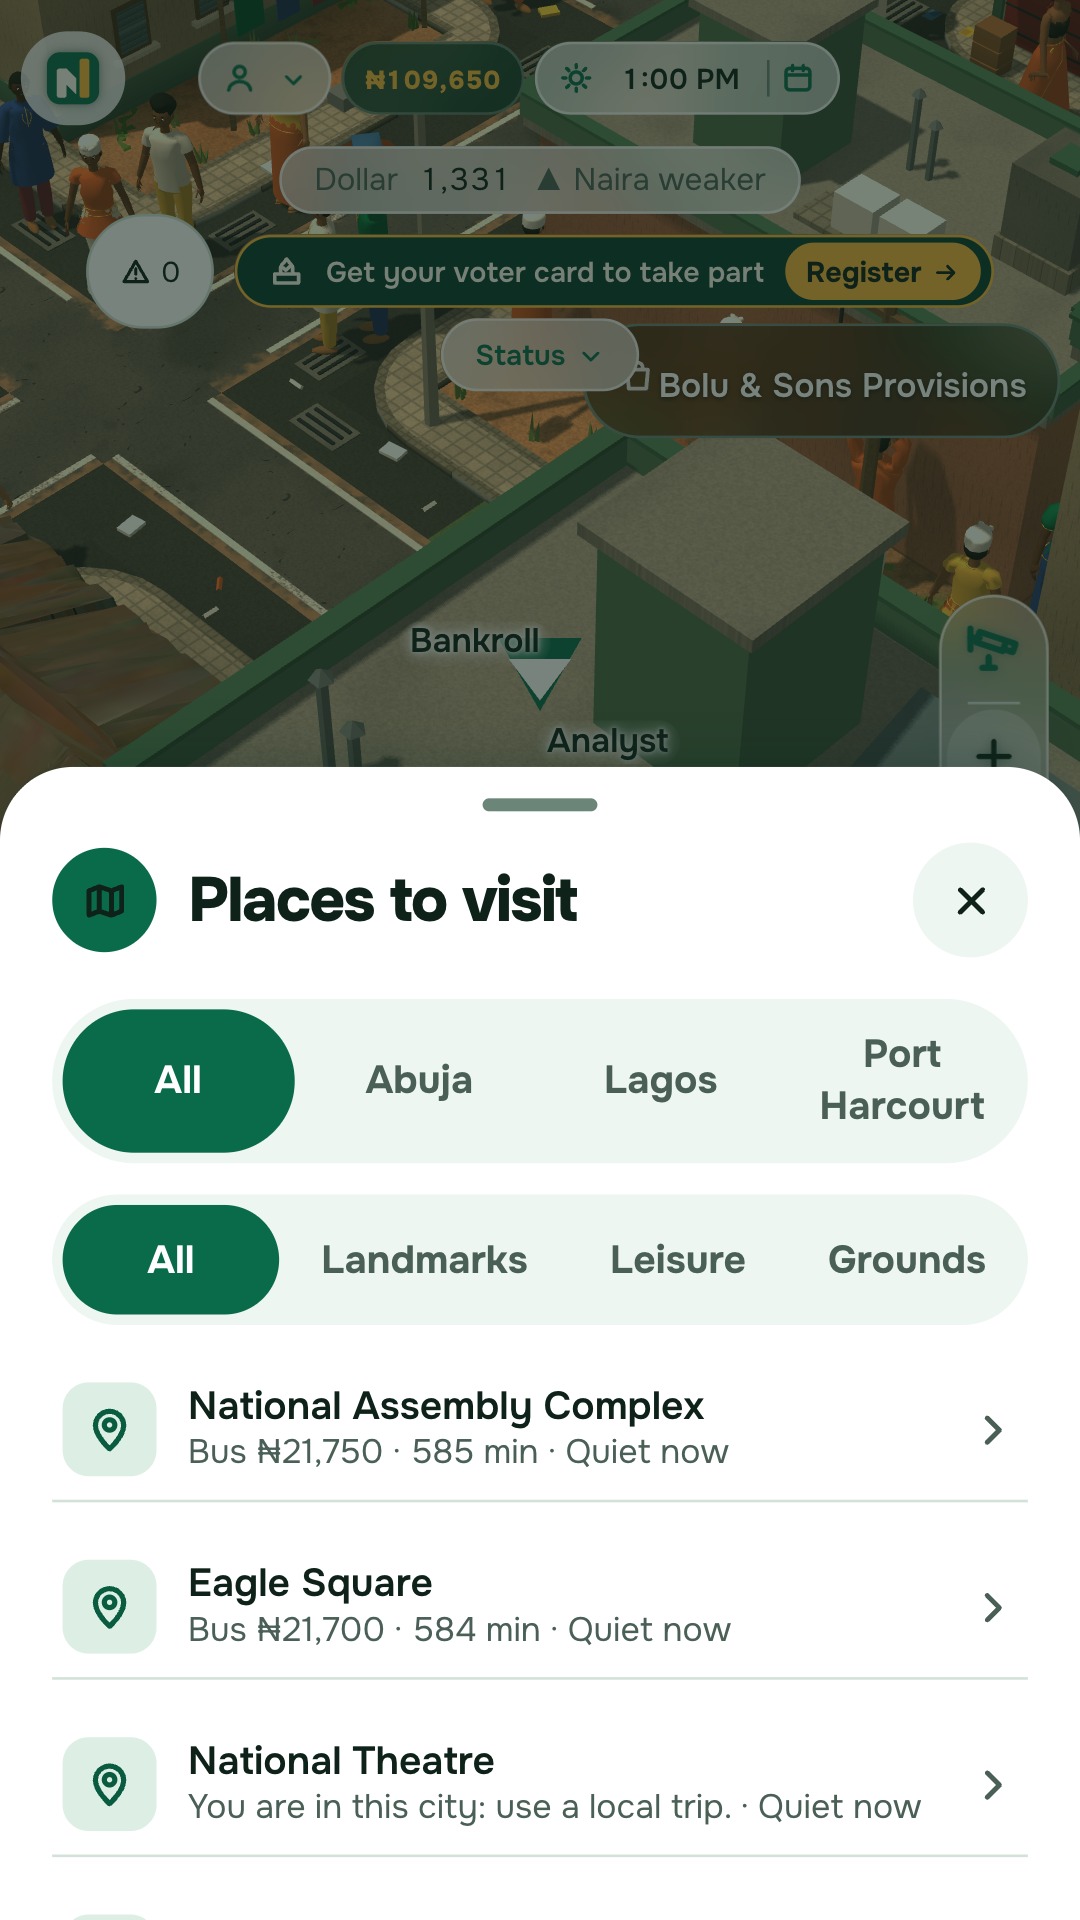 ₦109,650
1:00 PM
Dollar 1,331 ▲ Naira weaker
0
Get your voter card to take part
Register →
Status
Bolu & Sons Provisions
Bankroll
Analyst
Places to visit
All
Abuja
Lagos
Port
Harcourt
All
Landmarks
Leisure
Grounds
National Assembly Complex
Bus ₦21,750 · 585 min · Quiet now
Eagle Square
Bus ₦21,700 · 584 min · Quiet now
National Theatre
You are in this city: use a local trip. · Quiet now